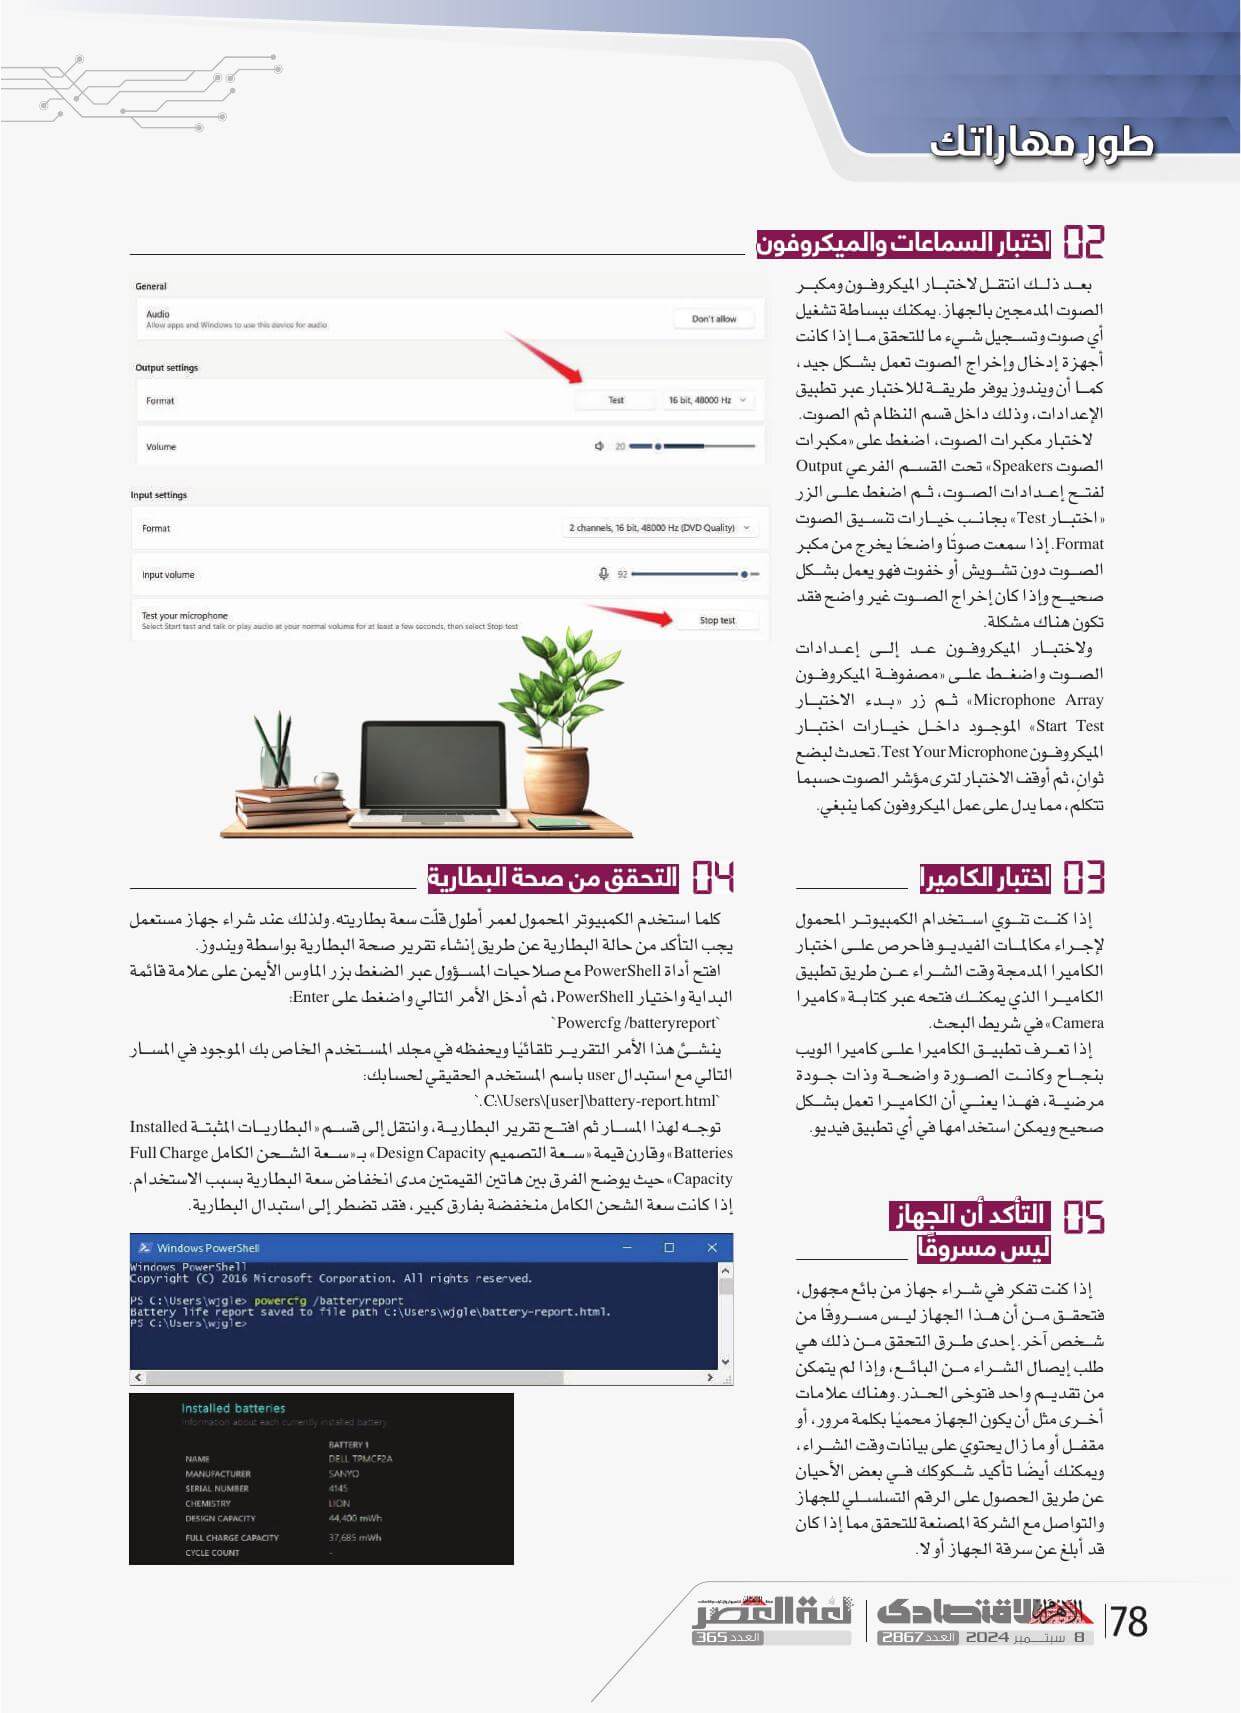 طور مهاراتك
02 اختبار السماعات والميكروفون
بعد ذلك انتقل لاختبار الميكروفون ومكبر
الصوت المدمجين بالجهاز. يمكنك ببساطة تشغيل
أي صوت وتسجيل شيء ما للتحقق ما إذا كانت
أجهزة إدخال وإخراج الصوت تعمل بشكل جيد،
كما أن ويندوز يوفر طريقة للاختبار عبر تطبيق
الإعدادات، وذلك داخل قسم النظام ثم الصوت.
لاختبار مكبرات الصوت، اضغط على «مكبرات
الصوت Speakers» تحت القسم الفرعي Output
لفتح إعدادات الصوت، ثم اضغط على الزر
«اختبار Test» بجانب خيارات تنسيق الصوت
Format. إذا سمعت صوتًا واضحًا يخرج من مكبر
الصوت دون تشويش أو خفوت فهو يعمل بشكل
صحيح وإذا كان إخراج الصوت غير واضح فقد
تكون هناك مشكلة.
ولاختبار الميكروفون عد إلى إعدادات
الصوت واضغط على «مصفوفة الميكروفون
Microphone Array» ثم زر «بدء الاختبار
Start Test» الموجود داخل خيارات اختبار
الميكروفون Test Your Microphone. تحدث لبضع
ثوانٍ، ثم أوقف الاختبار لترى مؤشر الصوت حسبما
تتكلم، مما يدل على عمل الميكروفون كما ينبغي.
General
Audio
Allow apps and Windows to use this device for audio
Don't allow
Output settings
Format
Test
16 bit, 48000 Hz
Volume
20
Input settings
Format
2 channels, 16 bit, 48000 Hz (DVD Quality)
Input volume
92
Test your microphone
Select Start test and talk or play audio at your normal volume for at least a few seconds, then select Stop test
Stop test
03 اختبار الكاميرا
إذا كنت تنوي استخدام الكمبيوتر المحمول
لإجراء مكالمات الفيديو فاحرص على اختبار
الكاميرا المدمجة وقت الشراء عن طريق تطبيق
الكاميرا الذي يمكنك فتحه عبر كتابة «كاميرا
Camera» في شريط البحث.
إذا تعرف تطبيق الكاميرا على كاميرا الويب
بنجاح وكانت الصورة واضحة وذات جودة
مرضية، فهذا يعني أن الكاميرا تعمل بشكل
صحيح ويمكن استخدامها في أي تطبيق فيديو.
04 التحقق من صحة البطارية
كلما استخدم الكمبيوتر المحمول لعمر أطول قلّت سعة بطاريته. ولذلك عند شراء جهاز مستعمل
يجب التأكد من حالة البطارية عن طريق إنشاء تقرير صحة البطارية بواسطة ويندوز.
افتح أداة PowerShell مع صلاحيات المسؤول عبر الضغط بزر الماوس الأيمن على علامة قائمة
البداية واختيار PowerShell، ثم أدخل الأمر التالي واضغط على Enter:
`Powercfg /batteryreport`
ينشئ هذا الأمر التقرير تلقائيًا ويحفظه في مجلد المستخدم الخاص بك الموجود في المسار
التالي مع استبدال user باسم المستخدم الحقيقي لحسابك:
`C:\Users\[user]\battery-report.html.`
توجه لهذا المسار ثم افتح تقرير البطارية، وانتقل إلى قسم «البطاريات المثبتة Installed
Batteries» وقارن قيمة «سعة التصميم Design Capacity» بـ«سعة الشحن الكامل Full Charge
Capacity» حيث يوضح الفرق بين هاتين القيمتين مدى انخفاض سعة البطارية بسبب الاستخدام.
إذا كانت سعة الشحن الكامل منخفضة بفارق كبير، فقد تضطر إلى استبدال البطارية.
Windows PowerShell
Windows PowerShell
Copyright (C) 2016 Microsoft Corporation. All rights reserved.
PS C:\Users\wjgle> powercfg /batteryreport
Battery life report saved to file path C:\Users\wjgle\battery-report.html.
PS C:\Users\wjgle>
Installed batteries
Information about each currently installed battery
BATTERY 1
NAME DELL TPMCF2A
MANUFACTURER SANYO
SERIAL NUMBER 4145
CHEMISTRY LION
DESIGN CAPACITY 44,400 mWh
FULL CHARGE CAPACITY 37,685 mWh
CYCLE COUNT -
05 التأكد أن الجهاز
ليس مسروقًا
إذا كنت تفكر في شراء جهاز من بائع مجهول،
فتحقق من أن هذا الجهاز ليس مسروقًا من
شخص آخر. إحدى طرق التحقق من ذلك هي
طلب إيصال الشراء من البائع، وإذا لم يتمكن
من تقديم واحد فتوخى الحذر. وهناك علامات
أخرى مثل أن يكون الجهاز محميًا بكلمة مرور، أو
مقفل أو ما زال يحتوي على بيانات وقت الشراء،
ويمكنك أيضًا تأكيد شكوكك في بعض الأحيان
عن طريق الحصول على الرقم التسلسلي للجهاز
والتواصل مع الشركة المصنعة للتحقق مما إذا كان
قد أبلغ عن سرقة الجهاز أو لا.
78
الأهرام الاقتصادى
8 سبتمبر 2024 العدد 2867
لغة العصر
العدد 365